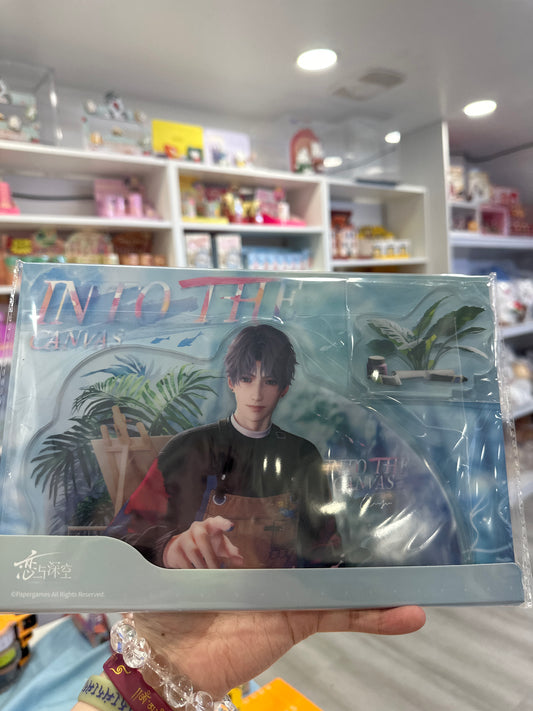 INTO THE
CANVAS
INTO THE
CANVAS
恋与深空
©Papergames All Rights Reserved.